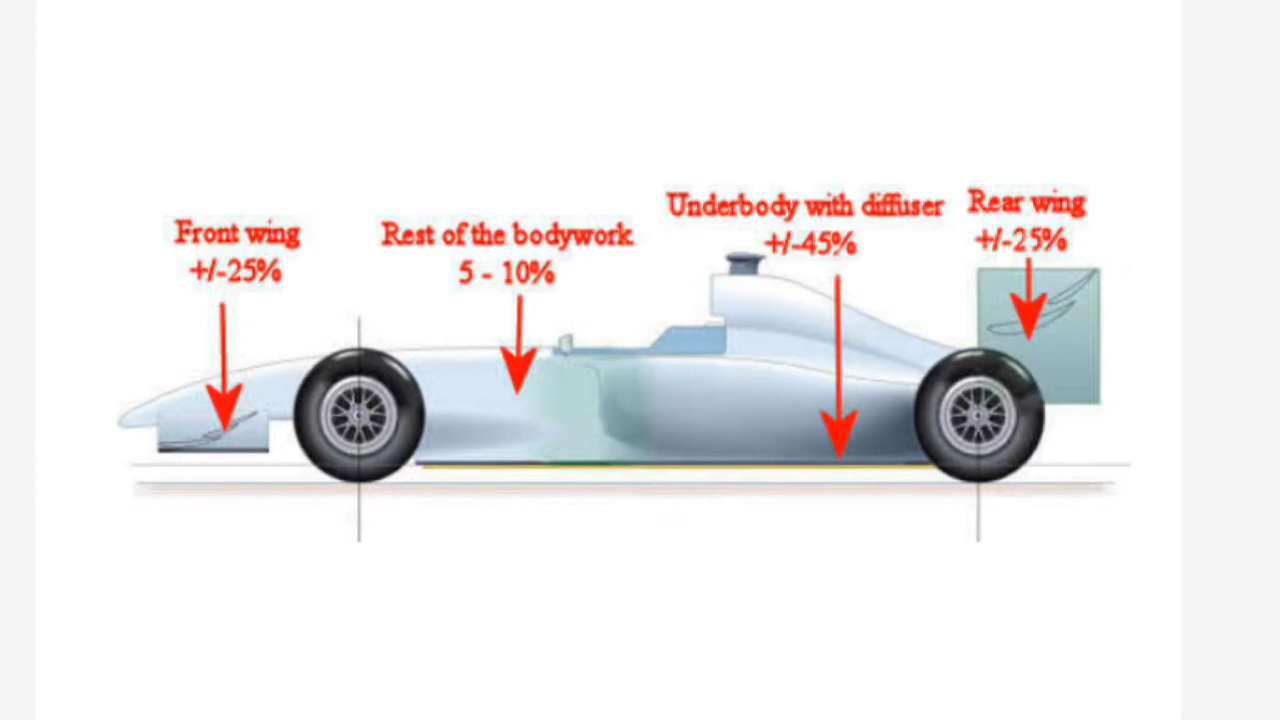 Front wing
+/-25%
Rest of the bodywork
5 - 10%
Underbody with diffuser
+/-45%
Rear wing
+/-25%